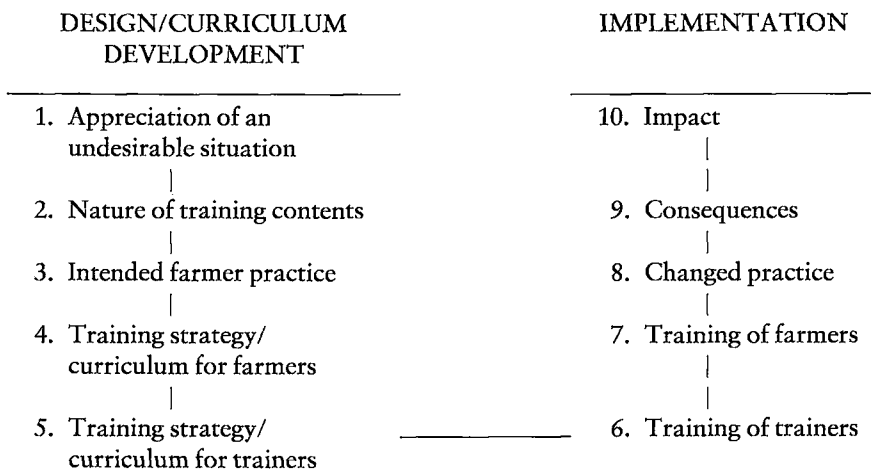 DESIGN/CURRICULUM
DEVELOPMENT
1. Appreciation of an
undesirable situation
2. Nature of training contents
3. Intended farmer practice
4. Training strategy/
curriculum for farmers
5. Training strategy/
curriculum for trainers
IMPLEMENTATION
10. Impact
9. Consequences
8. Changed practice
7. Training of farmers
6. Training of trainers